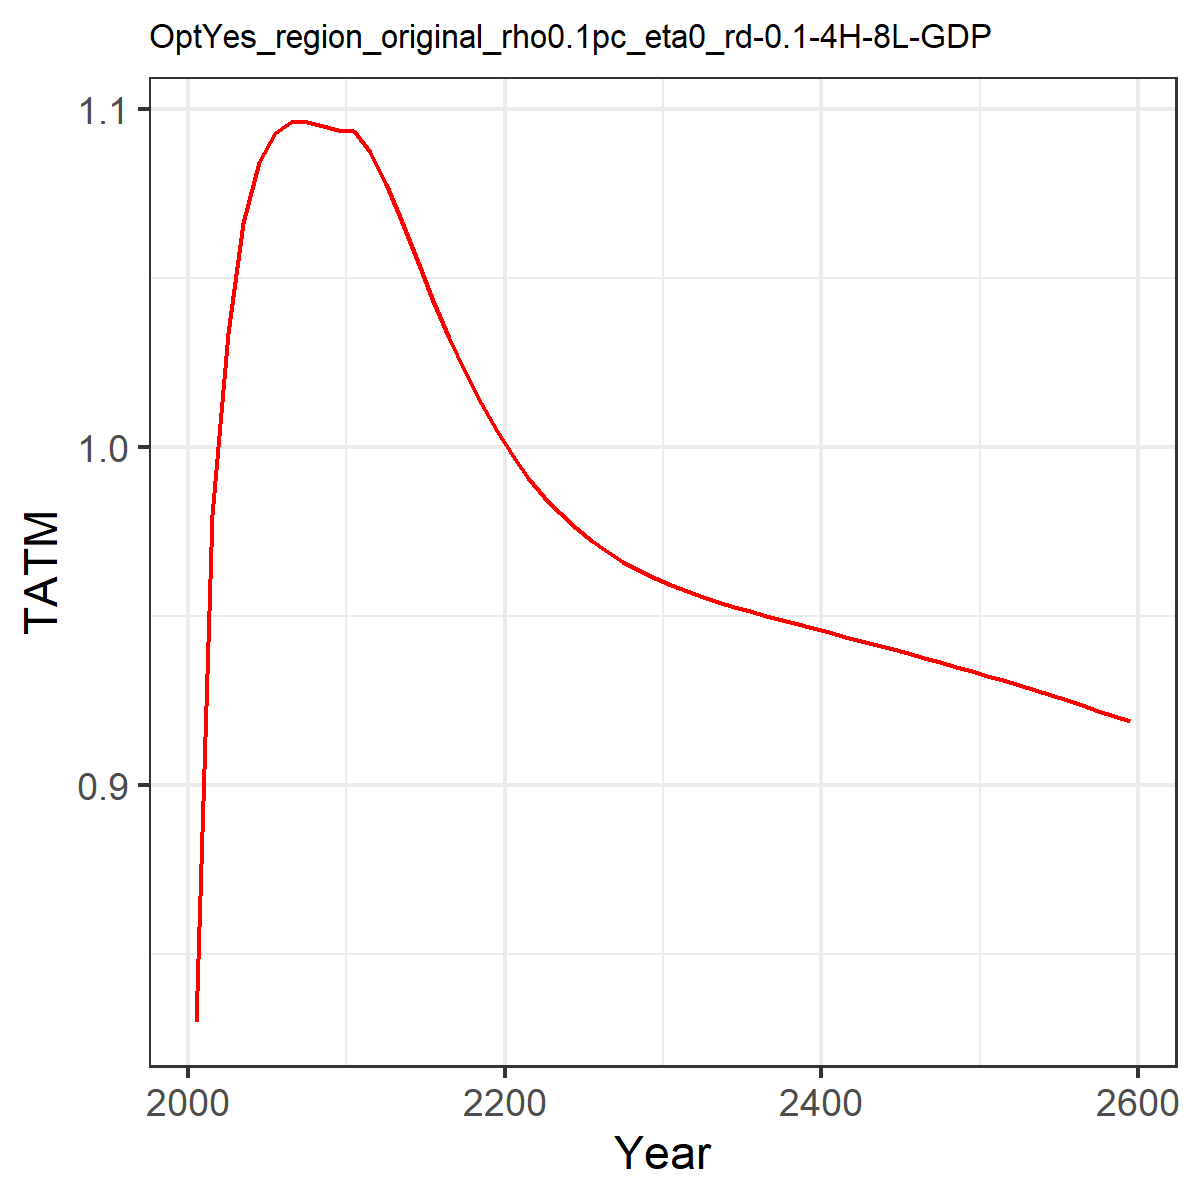 OptYes_region_original_rho0.1pc_eta0_rd-0.1-4H-8L-GDP
1.1
1.0
0.9
TATM
2000 2200 2400 2600
Year